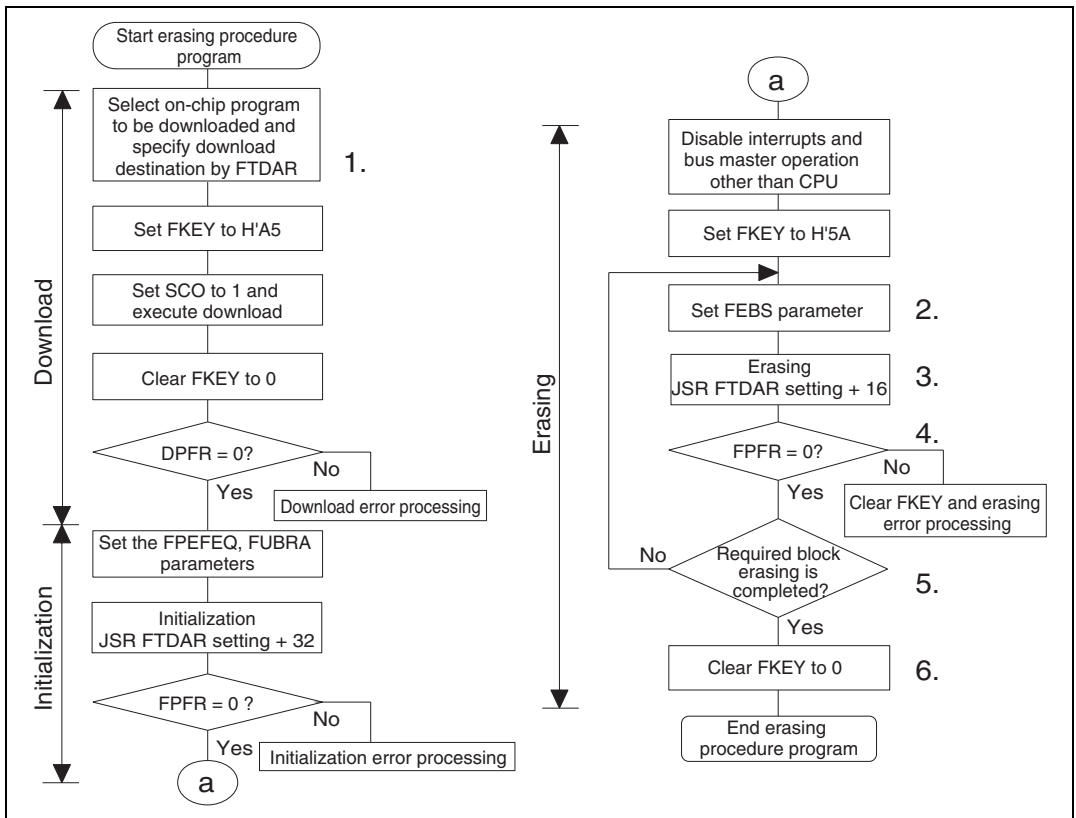 Start erasing procedure
program
Select on-chip program
to be downloaded and
specify download
destination by FTDAR
1.
Set FKEY to H'A5
Set SCO to 1 and
execute download
Clear FKEY to 0
DPFR = 0?
No
Yes
Download error processing
Download
Set the FPEFEQ, FUBRA
parameters
Initialization
JSR FTDAR setting + 32
FPFR = 0 ?
No
Yes
Initialization error processing
Initialization
a
a
Disable interrupts and
bus master operation
other than CPU
Set FKEY to H'5A
Set FEBS parameter
2.
Erasing
JSR FTDAR setting + 16
3.
4.
FPFR = 0?
No
Yes
Clear FKEY and erasing
error processing
Erasing
No
Required block
erasing is
completed?
5.
Yes
Clear FKEY to 0
6.
End erasing
procedure program